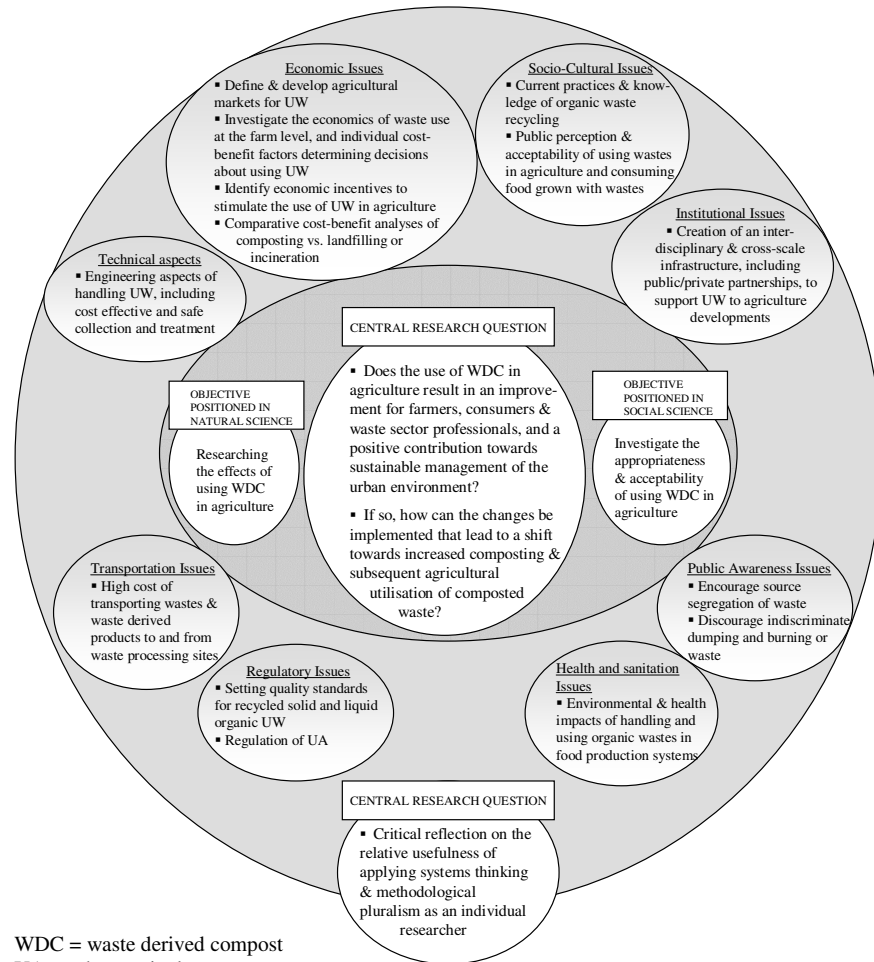 Economic Issues
▪ Define & develop agricultural
markets for UW
▪ Investigate the economics of waste use
at the farm level, and individual cost-
benefit factors determining decisions
about using UW
▪ Identify economic incentives to
stimulate the use of UW in agriculture
▪ Comparative cost-benefit analyses of
composting vs. landfilling or
incineration
Socio-Cultural Issues
▪ Current practices & know-
ledge of organic waste
recycling
▪ Public perception &
acceptability of using wastes
in agriculture and consuming
food grown with wastes
Institutional Issues
▪ Creation of an inter-
disciplinary & cross-scale
infrastructure, including
public/private partnerships, to
support UW to agriculture
developments
Technical aspects
▪ Engineering aspects of
handling UW, including
cost effective and safe
collection and treatment
CENTRAL RESEARCH QUESTION
▪ Does the use of WDC in
agriculture result in an improve-
ment for farmers, consumers &
waste sector professionals, and a
positive contribution towards
sustainable management of the
urban environment?
▪ If so, how can the changes be
implemented that lead to a shift
towards increased composting &
subsequent agricultural
utilisation of composted
waste?
OBJECTIVE
POSITIONED IN
NATURAL SCIENCE
Researching
the effects of
using WDC
in agriculture
OBJECTIVE
POSITIONED IN
SOCIAL SCIENCE
Investigate the
appropriateness
& acceptability
of using WDC in
agriculture
Transportation Issues
▪ High cost of
transporting wastes &
waste derived
products to and from
waste processing sites
Public Awareness Issues
▪ Encourage source
segregation of waste
▪ Discourage indiscriminate
dumping and burning or
waste
Regulatory Issues
▪ Setting quality standards
for recycled solid and liquid
organic UW
▪ Regulation of UA
Health and sanitation
Issues
▪ Environmental & health
impacts of handling and
using organic wastes in
food production systems
CENTRAL RESEARCH QUESTION
▪ Critical reflection on the
relative usefulness of
applying systems thinking
& methodological
pluralism as an individual
researcher
WDC = waste derived compost